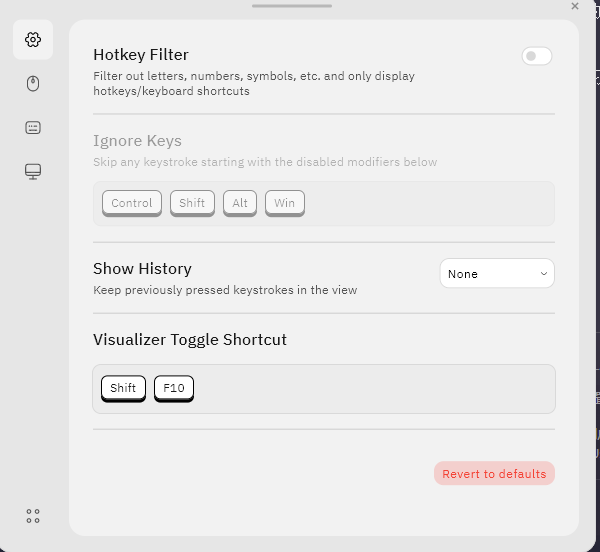 Hotkey Filter
Filter out letters, numbers, symbols, etc. and only display
hotkeys/keyboard shortcuts
Ignore Keys
Skip any keystroke starting with the disabled modifiers below
Control Shift Alt Win
Show History
Keep previously pressed keystrokes in the view
None
Visualizer Toggle Shortcut
Shift F10
Revert to defaults